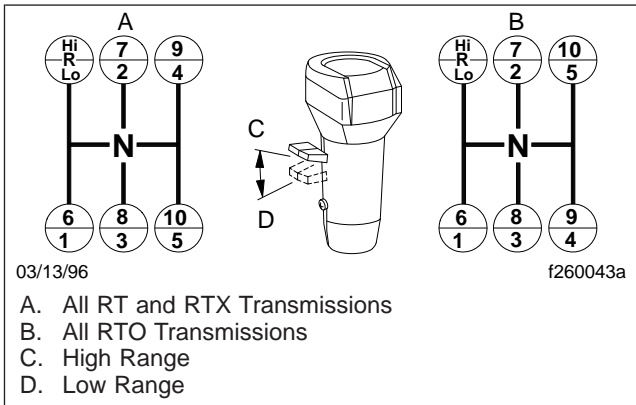 A
B
Hi
R
Lo
7
2
9
4
Hi
R
Lo
7
2
10
5
C
N
N
D
6
1
8
3
10
5
6
1
8
3
9
4
03/13/96
f260043a
A. All RT and RTX Transmissions
B. All RTO Transmissions
C. High Range
D. Low Range